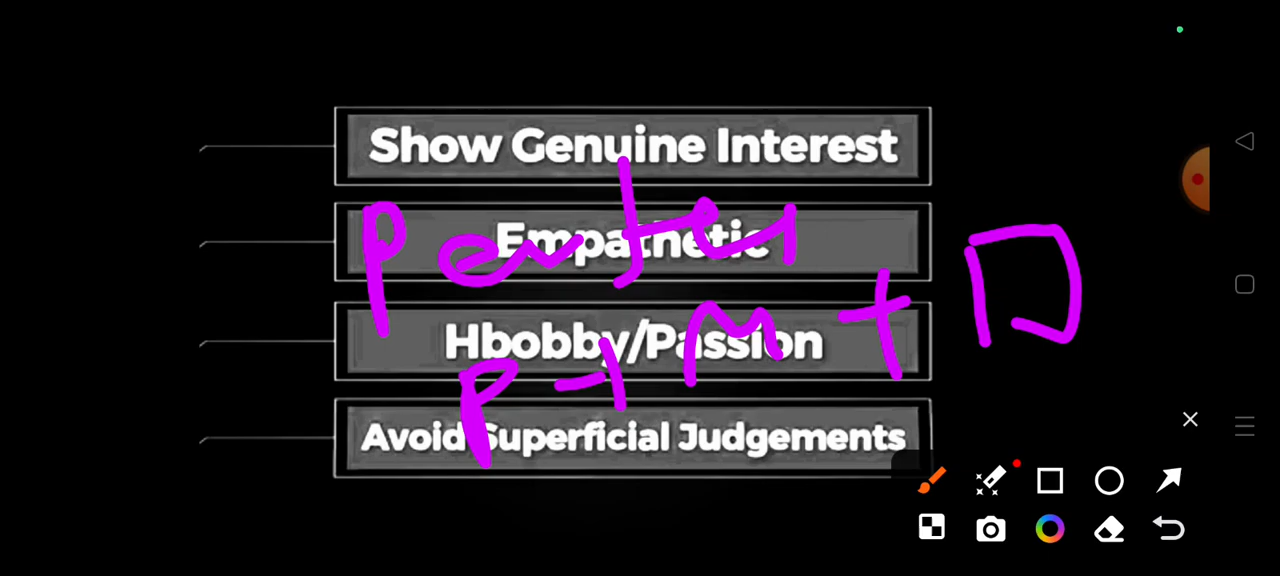 Show Genuine Interest
Empathetic
Hbobby/Passion
Avoid Superficial Judgements